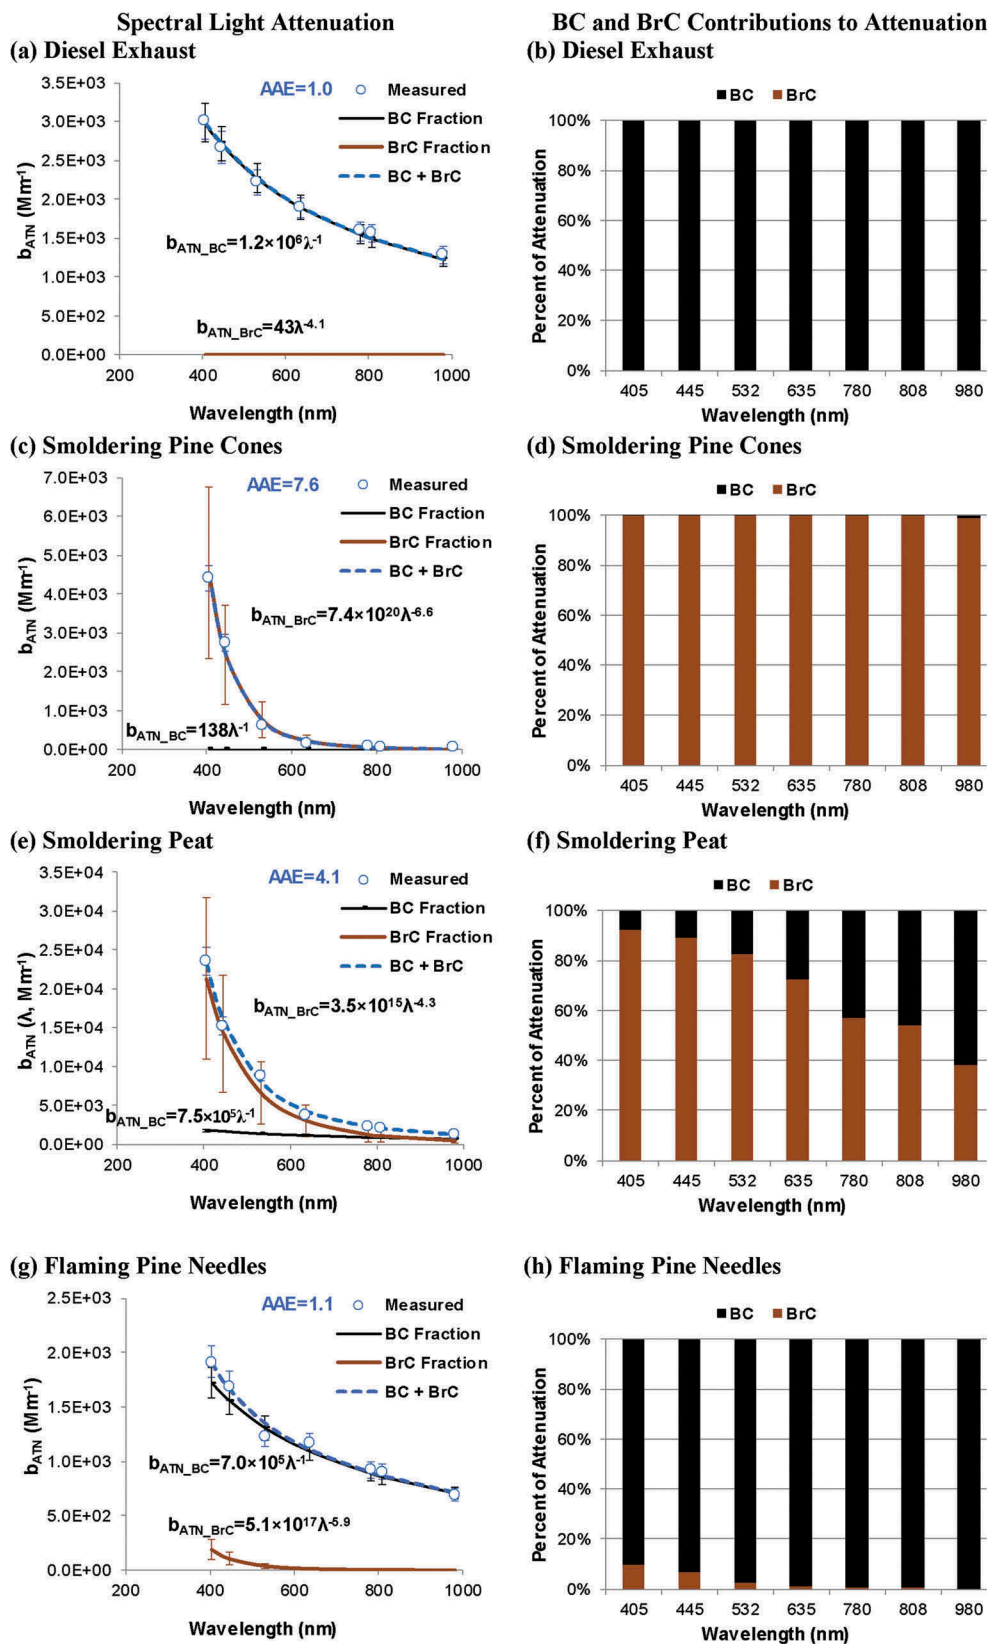 Spectral Light Attenuation
BC and BrC Contributions to Attenuation
(a) Diesel Exhaust
AAE=1.0
Measured
BC Fraction
BrC Fraction
BC + BrC
b_ATN (Mm⁻¹)
3.5E+03
3.0E+03
2.5E+03
2.0E+03
1.5E+03
1.0E+03
5.0E+02
0.0E+00
b_ATN_BC=1.2×10⁶λ⁻¹
b_ATN_BrC=43λ⁻⁴·¹
200 400 600 800 1000
Wavelength (nm)
(b) Diesel Exhaust
BC BrC
Percent of Attenuation
100%
80%
60%
40%
20%
0%
405 445 532 635 780 808 980
Wavelength (nm)
(c) Smoldering Pine Cones
AAE=7.6
Measured
BC Fraction
BrC Fraction
BC + BrC
b_ATN (Mm⁻¹)
7.0E+03
6.0E+03
5.0E+03
4.0E+03
3.0E+03
2.0E+03
1.0E+03
0.0E+00
b_ATN_BrC=7.4×10²⁰λ⁻⁶·⁶
b_ATN_BC=138λ⁻¹
200 400 600 800 1000
Wavelength (nm)
(d) Smoldering Pine Cones
BC BrC
Percent of Attenuation
100%
80%
60%
40%
20%
0%
405 445 532 635 780 808 980
Wavelength (nm)
(e) Smoldering Peat
AAE=4.1
Measured
BC Fraction
BrC Fraction
BC + BrC
b_ATN (λ, Mm⁻¹)
3.5E+04
3.0E+04
2.5E+04
2.0E+04
1.5E+04
1.0E+04
5.0E+03
0.0E+00
b_ATN_BrC=3.5×10¹⁵λ⁻⁴·³
b_ATN_BC=7.5×10⁵λ⁻¹
200 400 600 800 1000
Wavelength (nm)
(f) Smoldering Peat
BC BrC
Percent of Attenuation
100%
80%
60%
40%
20%
0%
405 445 532 635 780 808 980
Wavelength (nm)
(g) Flaming Pine Needles
AAE=1.1
Measured
BC Fraction
BrC Fraction
BC + BrC
b_ATN (Mm⁻¹)
2.5E+03
2.0E+03
1.5E+03
1.0E+03
5.0E+02
0.0E+00
b_ATN_BC=7.0×10⁵λ⁻¹
b_ATN_BrC=5.1×10¹⁷λ⁻⁵·⁹
200 400 600 800 1000
Wavelength (nm)
(h) Flaming Pine Needles
BC BrC
Percent of Attenuation
100%
80%
60%
40%
20%
0%
405 445 532 635 780 808 980
Wavelength (nm)